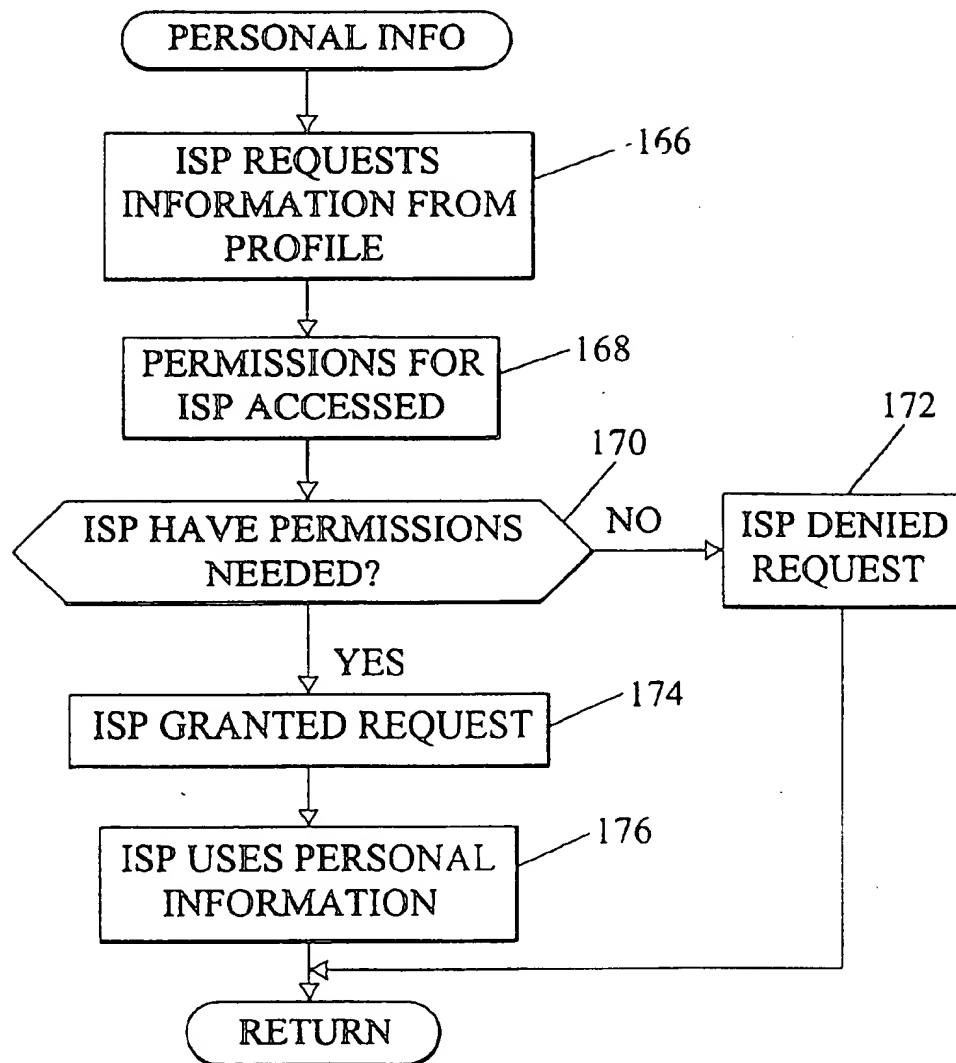 PERSONAL INFO
166
ISP REQUESTS
INFORMATION FROM
PROFILE
168
PERMISSIONS FOR
ISP ACCESSED
170
172
ISP HAVE PERMISSIONS
NEEDED?
NO
ISP DENIED
REQUEST
YES
174
ISP GRANTED REQUEST
176
ISP USES PERSONAL
INFORMATION
RETURN